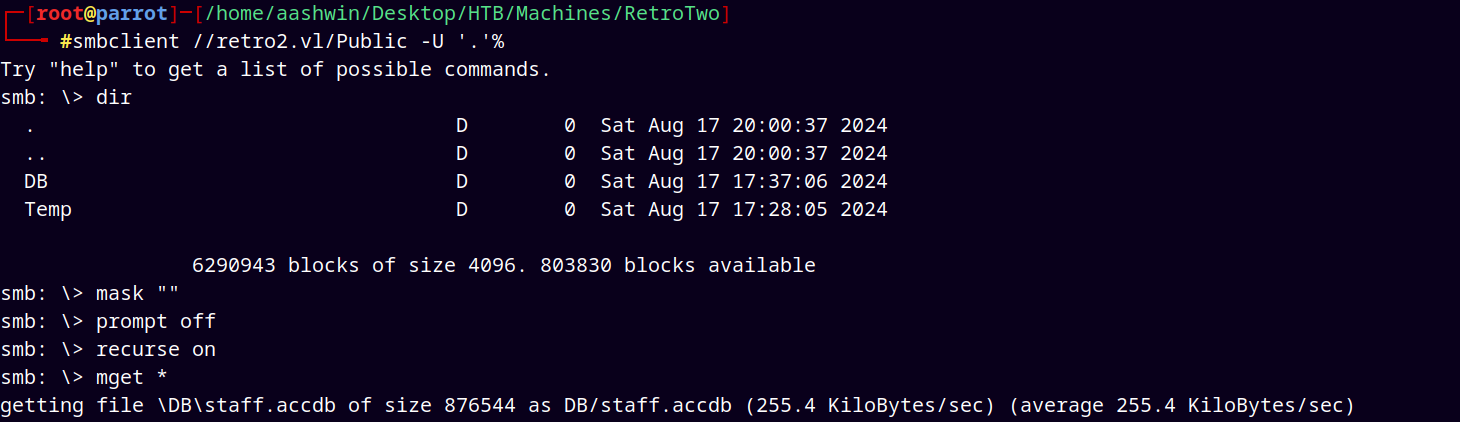 [root@parrot]─[/home/aashwin/Desktop/HTB/Machines/RetroTwo]
#smbclient //retro2.vl/Public -U '.'%
Try "help" to get a list of possible commands.
smb: \> dir
  .                                   D        0  Sat Aug 17 20:00:37 2024
  ..                                  D        0  Sat Aug 17 20:00:37 2024
  DB                                  D        0  Sat Aug 17 17:37:06 2024
  Temp                                D        0  Sat Aug 17 17:28:05 2024
                6290943 blocks of size 4096. 803830 blocks available
smb: \> mask ""
smb: \> prompt off
smb: \> recurse on
smb: \> mget *
getting file \DB\staff.accdb of size 876544 as DB/staff.accdb (255.4 KiloBytes/sec) (average 255.4 KiloBytes/sec)